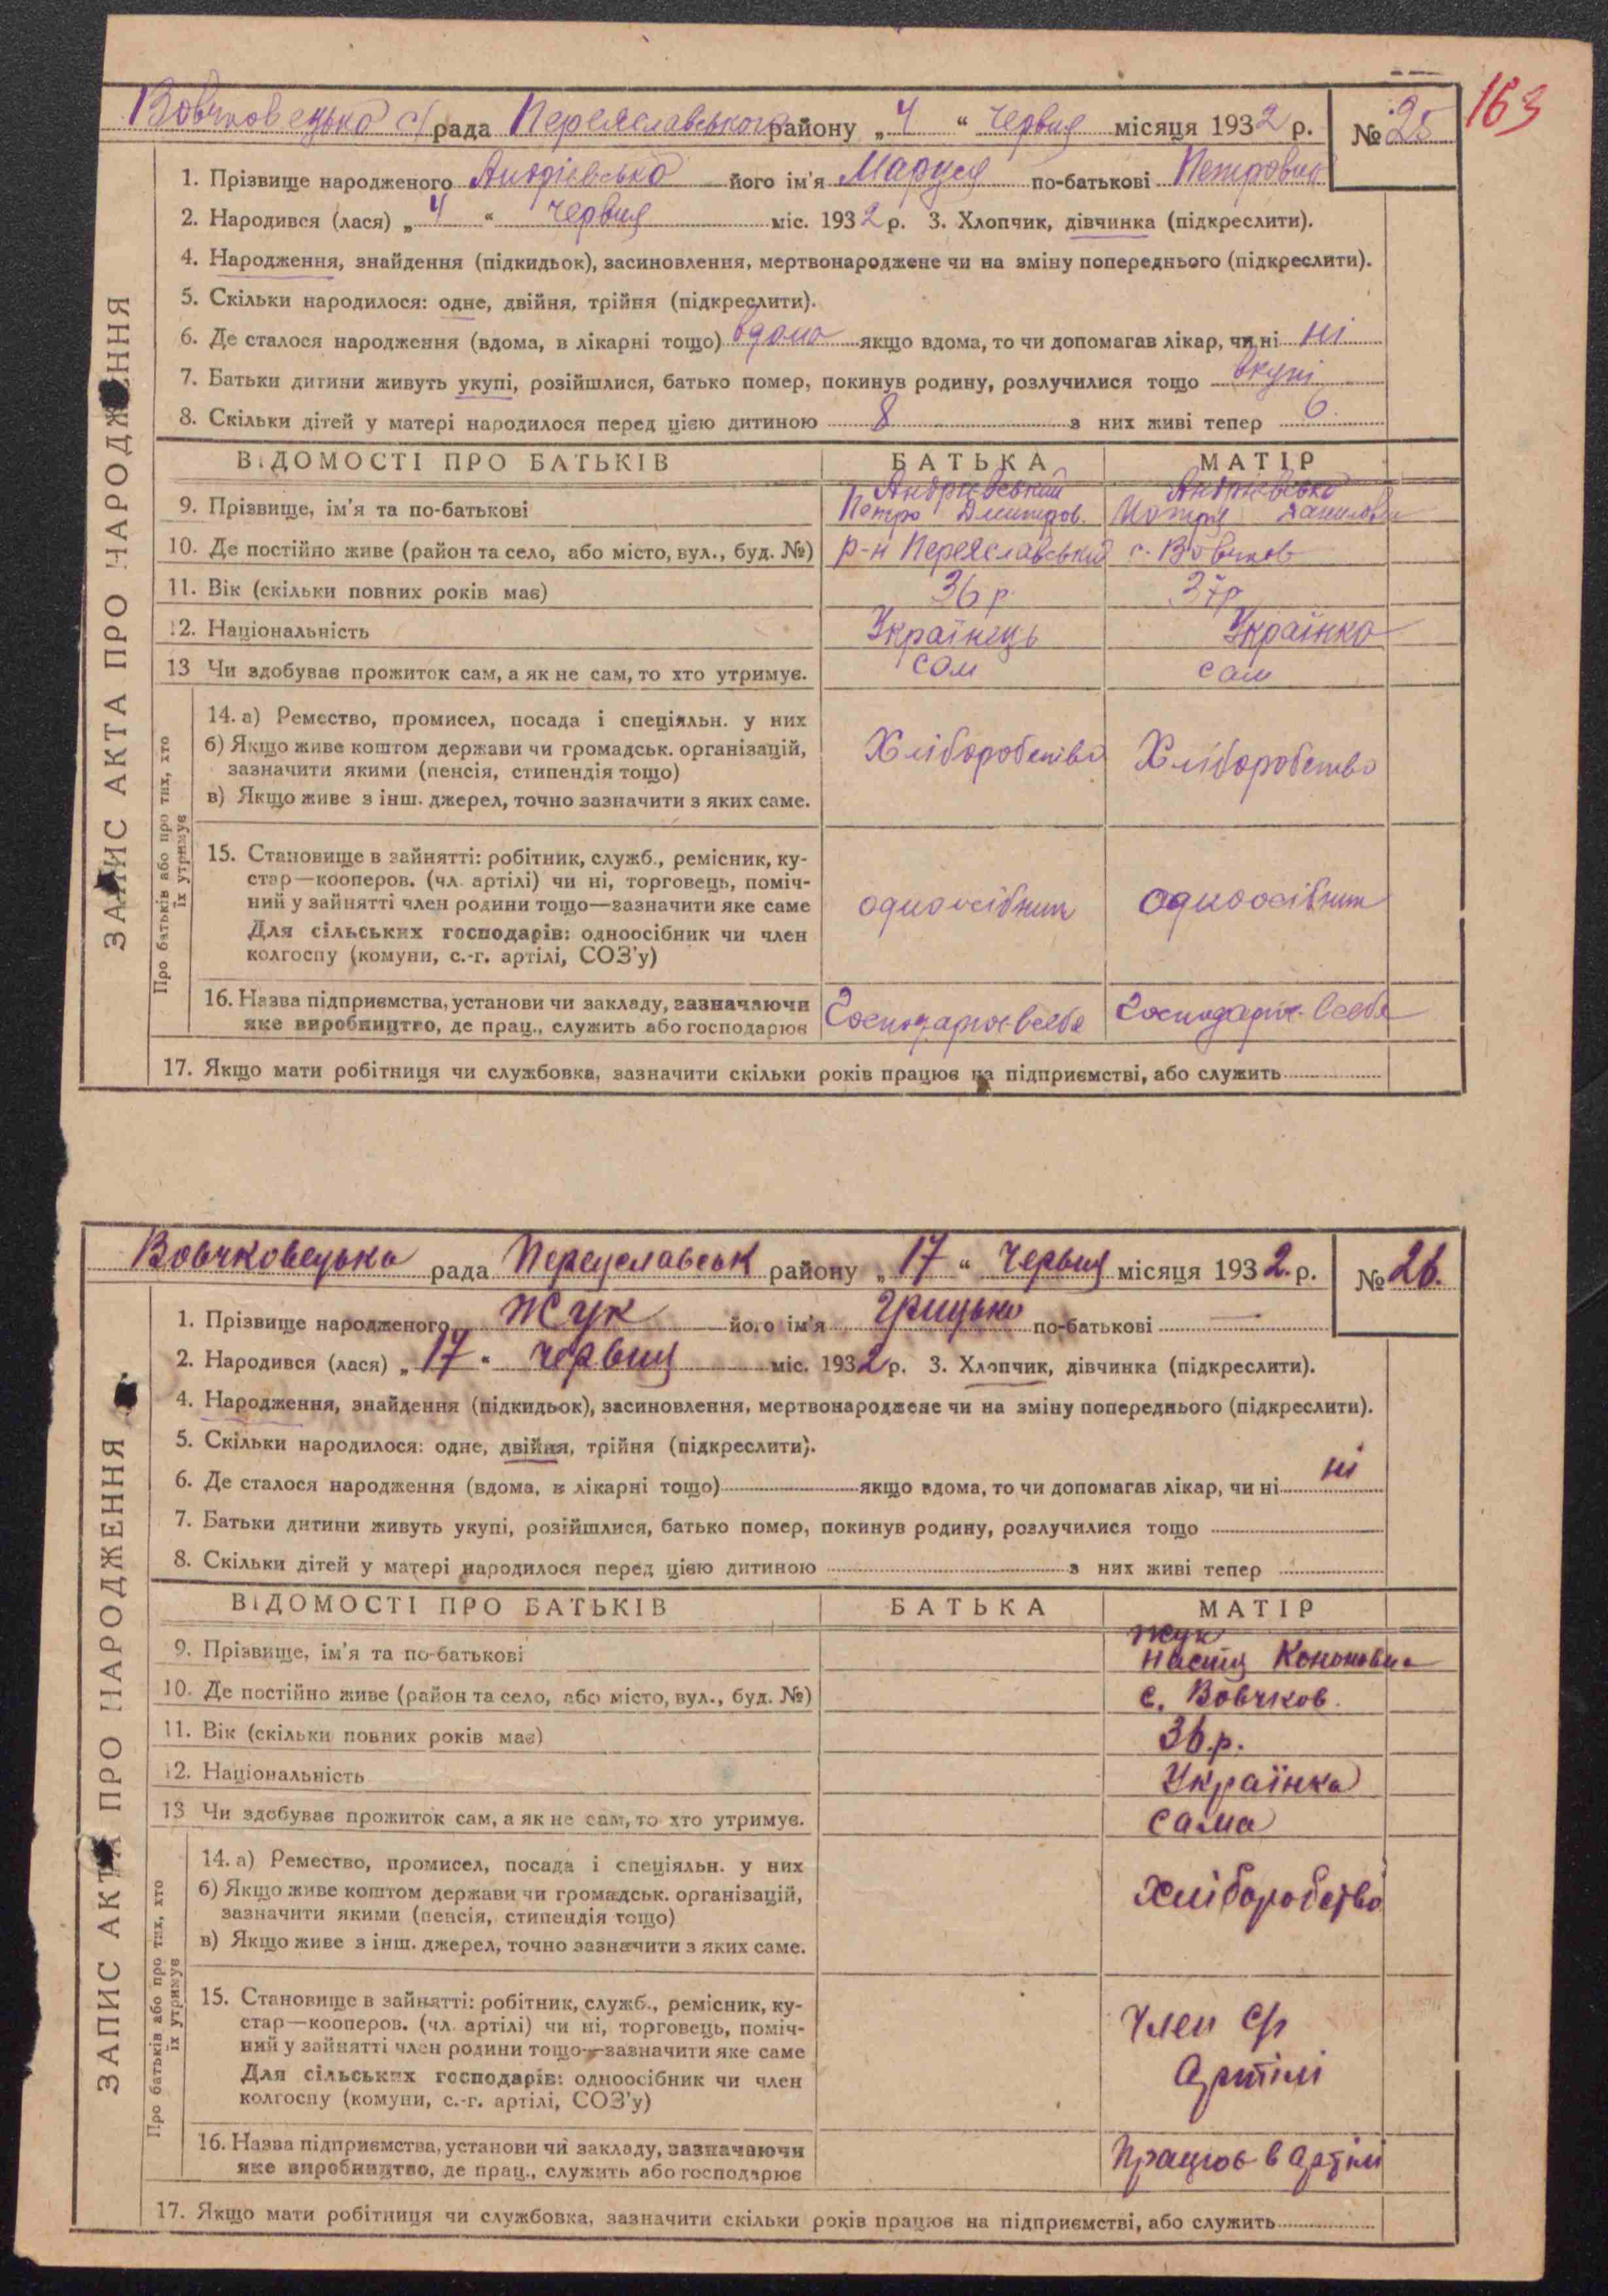 163
Вовчковецька с/рада Переяславського району „4“ червня місяця 1932 р. № 25
1. Прізвище народженого Андрієвська його ім'я Маруся по-батькові Петровна
2. Народився (лася) „4“ червня міс. 1932 р. 3. Хлопчик, дівчинка (підкреслити).
4. Народження, знайдення (підкидьок), засиновлення, мертвонароджене чи на зміну попереднього (підкреслити).
5. Скільки народилося: одне, двійня, трійня (підкреслити).
6. Де сталося народження (вдома, в лікарні тощо) вдома якщо вдома, то чи допомагав лікар, чи ні ні
7. Батьки дитини живуть укупі, розійшлися, батько помер, покинув родину, розлучилися тощо вкупі
8. Скільки дітей у матері народилося перед цією дитиною 8 з них живі тепер 6.
ЗАПИС АКТА ПРО НАРОДЖЕННЯ
ВІДОМОСТІ ПРО БАТЬКІВ БАТЬКА МАТІР
Андриевський Андриевська
9. Прізвище, ім'я та по-батькові Петро Дмитров. Мотря Даниловн
10. Де постійно живе (район та село, або місто, вул., буд. №) р-н Переяславський с. Вовчков
11. Вік (скільки повних років має) 36 р 37р
12. Національність Українець Українка
13 Чи здобував прожиток сам, а як не сам, то хто утримує. сам сам
Про батьків або про тих, хто їх утримує
14. а) Ремество, промисел, посада і спеціяльн. у них
б) Якщо живе коштом держави чи громадськ. організацій, Хліборобство Хліборобство
зазначити якими (пенсія, стипендія тощо)
в) Якщо живе з інш. джерел, точно зазначити з яких саме.
15. Становище в зайнятті: робітник, служб., ремісник, ку-
стар—кооперов. (чл. артілі) чи ні, торговець, поміч-
ний у зайнятті член родини тощо—зазначити яке саме одноосібник одноосібник
Для сільських господарів: одноосібник чи член
колгоспу (комуни, с.-г. артілі, СОЗ'у)
16. Назва підприємства, установи чи закладу, зазначаючи
яке виробництво, де прац., служить або господарює Господарює в себе Господарює в себе
17. Якщо мати робітниця чи службовка, зазначити скільки років працює на підприємстві, або служить
Вовчковецька рада Переуславськ району „17“ Червня місяця 1932. р. № 26.
1. Прізвище народженого Жук його ім'я Грицько по-батькові —
2. Народився (лася) „17“ червня міс. 1932 р. 3. Хлопчик, дівчинка (підкреслити).
4. Народження, знайдення (підкидьок), засиновлення, мертвонароджене чи на зміну попереднього (підкреслити).
5. Скільки народилося: одне, двійня, трійня (підкреслити).
6. Де сталося народження (вдома, в лікарні тощо) якщо вдома, то чи допомагав лікар, чи ні ні
7. Батьки дитини живуть укупі, розійшлися, батько помер, покинув родину, розлучилися тощо
8. Скільки дітей у матері народилося перед цією дитиною з них живі тепер
ЗАПИС АКТА ПРО НАРОДЖЕННЯ
ВІДОМОСТІ ПРО БАТЬКІВ БАТЬКА МАТІР
Жук
9. Прізвище, ім'я та по-батькові Настя Кононовна
10. Де постійно живе (район та село, або місто, вул., буд. №) с. Вовчков.
11. Вік (скільки повних років має) 36.р.
12. Національність Українка
13 Чи здобував прожиток сам, а як не сам, то хто утримує. сама
Про батьків або про тих, хто їх утримує
14. а) Ремество, промисел, посада і спеціяльн. у них
б) Якщо живе коштом держави чи громадськ. організацій, хліборобство
зазначити якими (пенсія, стипендія тощо)
в) Якщо живе з інш. джерел, точно зазначити з яких саме.
15. Становище в зайнятті: робітник, служб., ремісник, ку-
стар—кооперов. (чл. артілі) чи ні, торговець, поміч- Член с/г
ний у зайнятті член родини тощо—зазначити яке саме
Для сільських господарів: одноосібник чи член артілі
колгоспу (комуни, с.-г. артілі, СОЗ'у)
16. Назва підприємства, установи чи закладу, зазначаючи
яке виробництво, де прац., служить або господарює Працює в артілі
17. Якщо мати робітниця чи службовка, зазначити скільки років працює на підприємстві, або служить